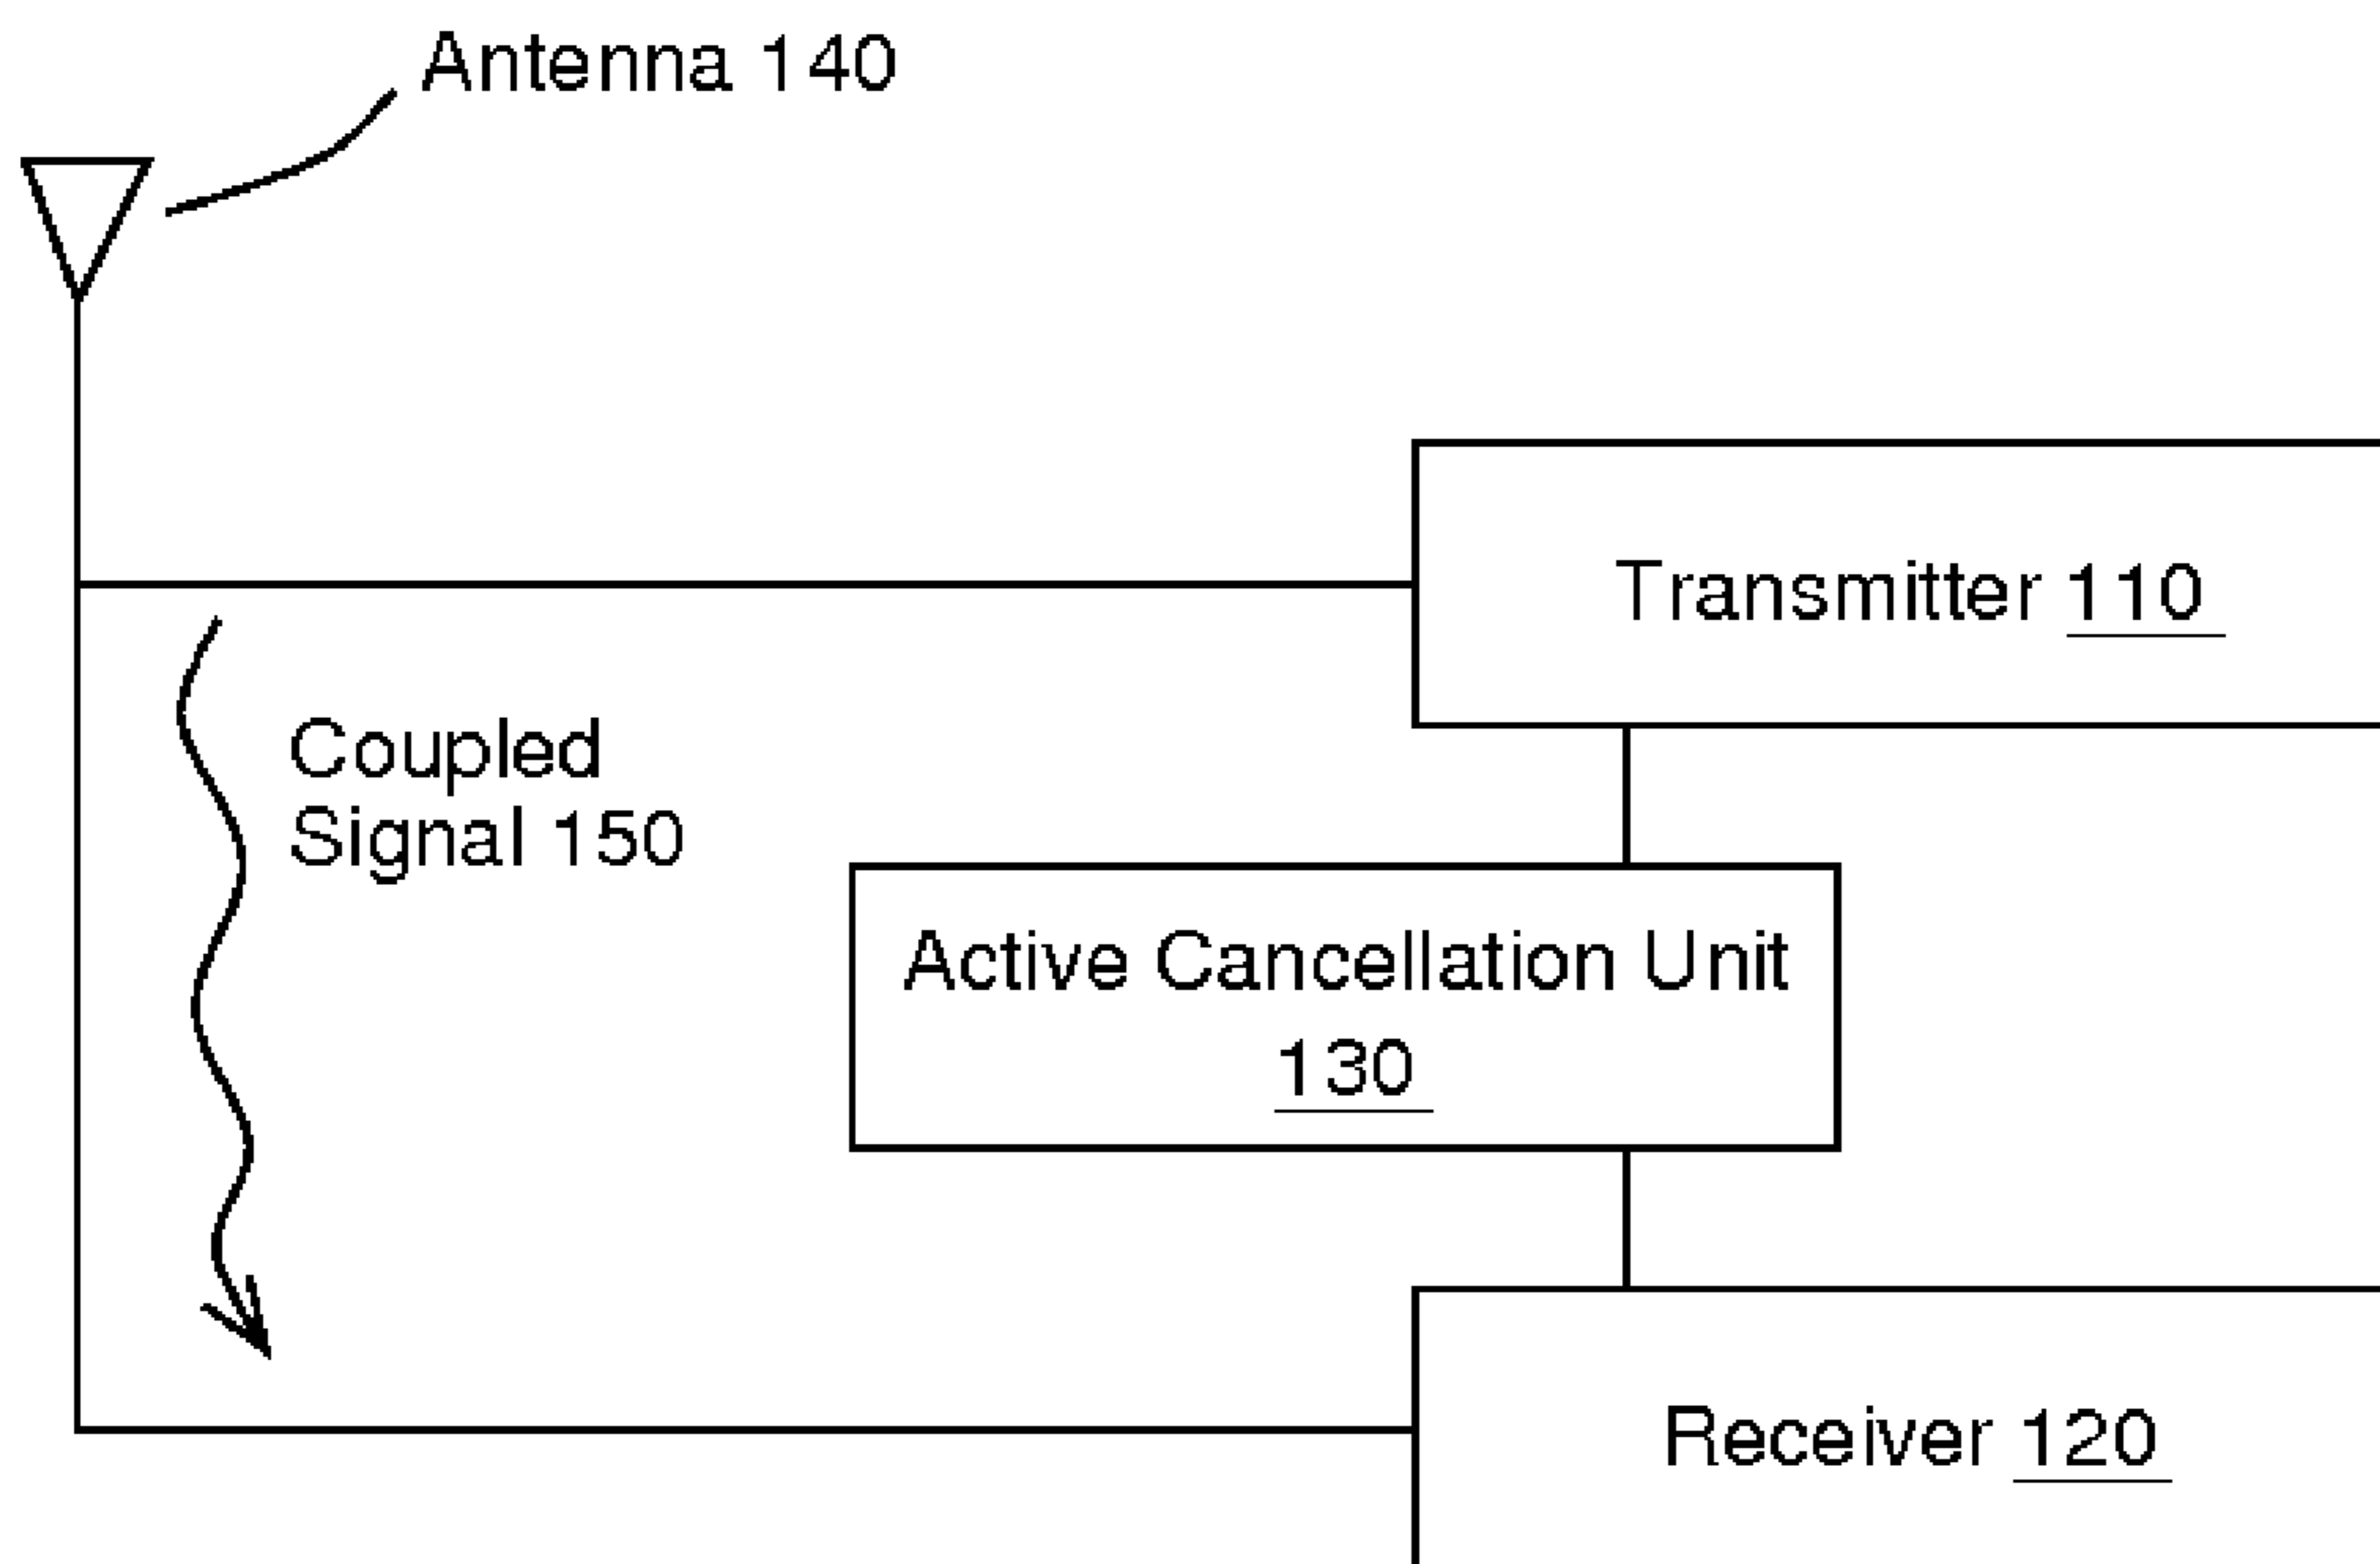 Antenna 140
Transmitter 110
Coupled
Signal 150
Active Cancellation Unit
130
Receiver 120